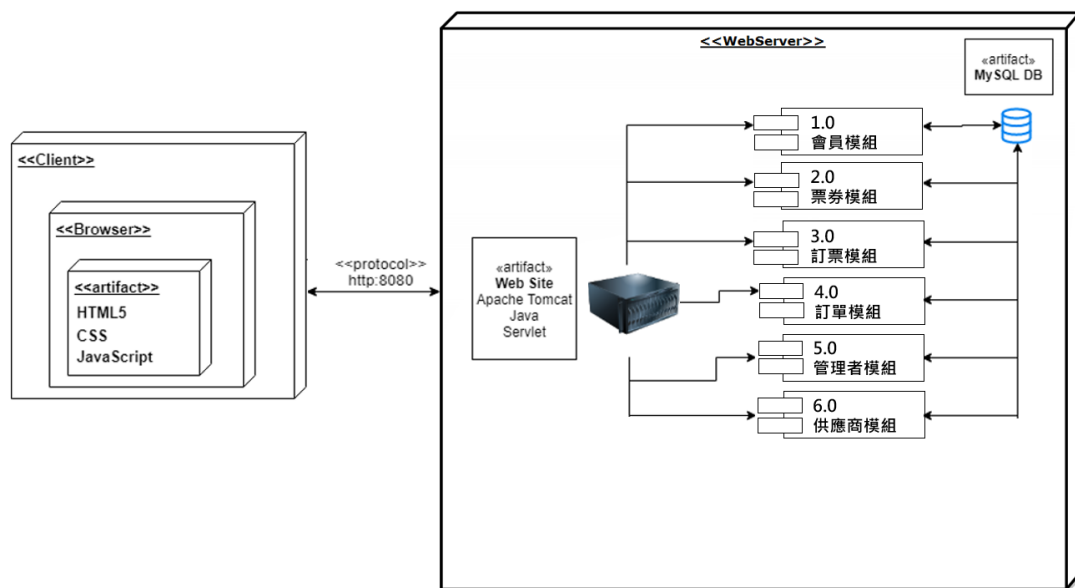 <<WebServer>>
«artifact»
MySQL DB
<<Client>>
<<Browser>>
<<artifact>>
HTML5
CSS
JavaScript
<<protocol>>
http:8080
«artifact»
Web Site
Apache Tomcat
Java
Servlet
1.0
會員模組
2.0
票券模組
3.0
訂票模組
4.0
訂單模組
5.0
管理者模組
6.0
供應商模組